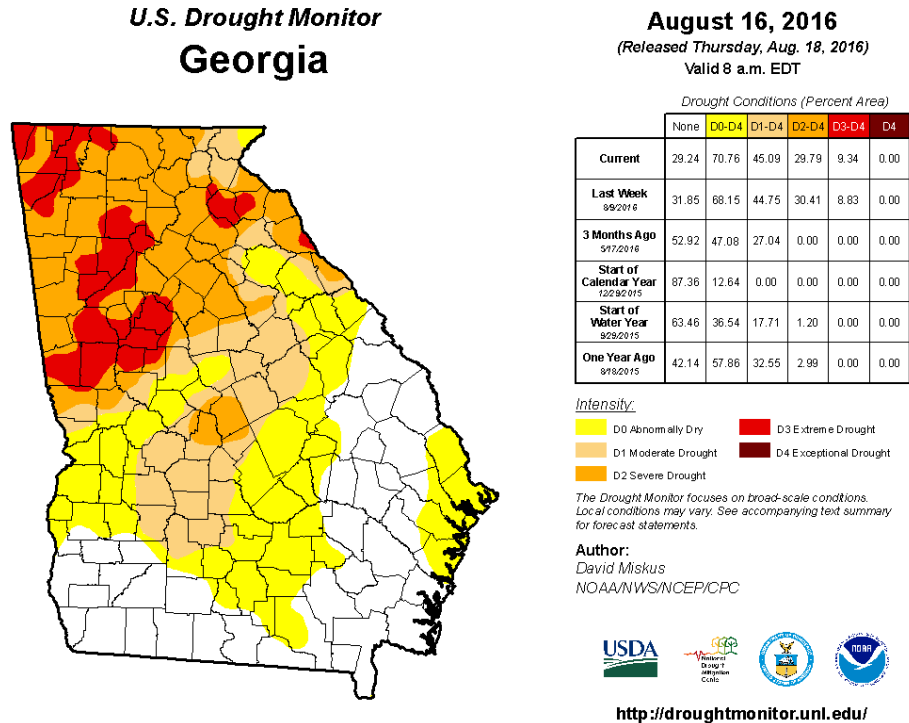 U.S. Drought Monitor
Georgia
August 16, 2016
(Released Thursday, Aug. 18, 2016)
Valid 8 a.m. EDT
Drought Conditions (Percent Area)
None D0-D4 D1-D4 D2-D4 D3-D4 D4
Current 29.24 70.76 45.09 29.79 9.34 0.00
Last Week 31.85 68.15 44.75 30.41 8.83 0.00
8/9/2016
3 Months Ago 52.92 47.08 27.04 0.00 0.00 0.00
5/17/2016
Start of
Calendar Year 87.36 12.64 0.00 0.00 0.00 0.00
12/29/2015
Start of
Water Year 63.46 36.54 17.71 1.20 0.00 0.00
9/29/2015
One Year Ago 42.14 57.86 32.55 2.99 0.00 0.00
8/18/2015
Intensity:
D0 Abnormally Dry
D1 Moderate Drought
D2 Severe Drought
D3 Extreme Drought
D4 Exceptional Drought
The Drought Monitor focuses on broad-scale conditions.
Local conditions may vary. See accompanying text summary
for forecast statements.
Author:
David Miskus
NOAA/NWS/NCEP/CPC
USDA
National
Drought
Mitigation
Center
NOAA
http://droughtmonitor.unl.edu/